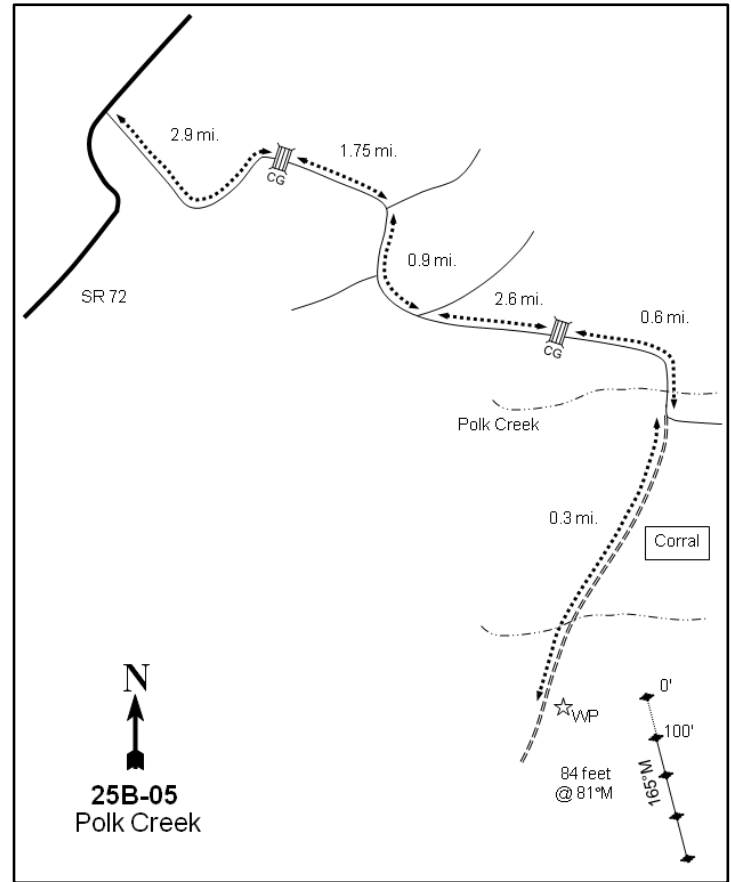 2.9 mi.
1.75 mi.
CG
0.9 mi.
SR 72
2.6 mi.
0.6 mi.
CG
Polk Creek
0.3 mi.
Corral
N
0'
WP
100'
165°M
84 feet
@ 81°M
25B-05
Polk Creek